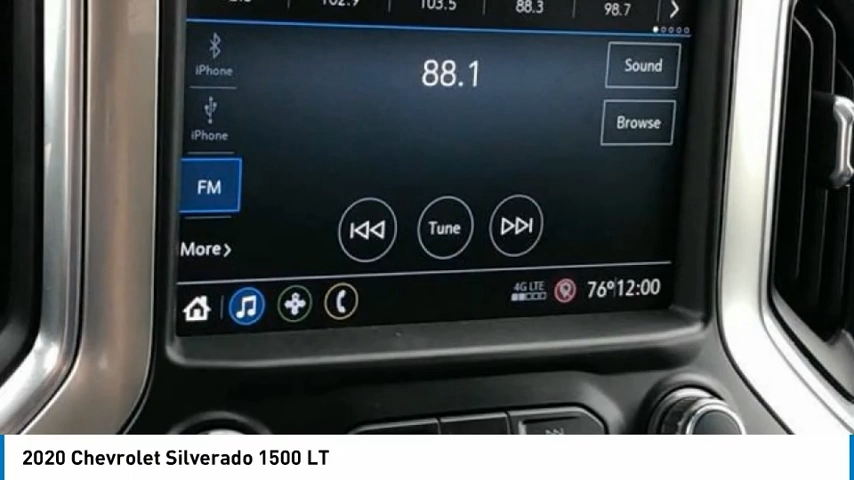 102.9 103.5 88.3 98.7
iPhone
88.1
Sound
iPhone
Browse
FM
Tune
More
4G LTE 76° 12:00
2020 Chevrolet Silverado 1500 LT